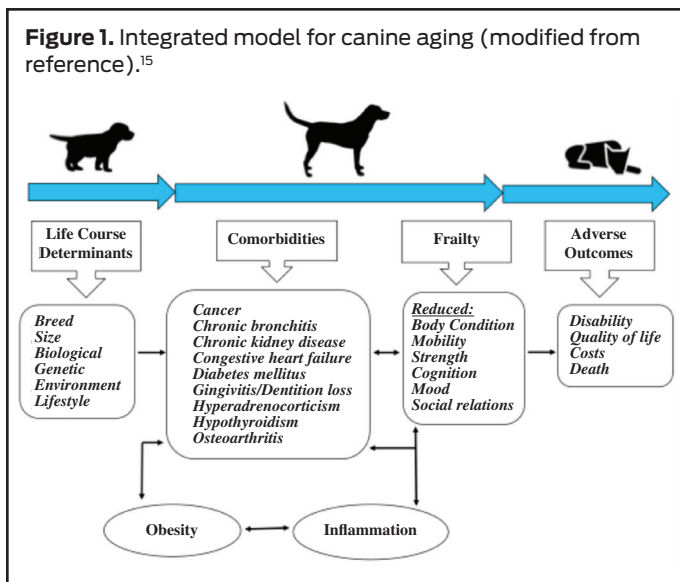 Figure 1. Integrated model for canine aging (modified from
reference).¹⁵
Life Course
Determinants
Comorbidities
Frailty
Adverse
Outcomes
Breed
Size
Biological
Genetic
Environment
Lifestyle
Cancer
Chronic bronchitis
Chronic kidney disease
Congestive heart failure
Diabetes mellitus
Gingivitis/Dentition loss
Hyperadrenocorticism
Hypothyroidism
Osteoarthritis
Reduced:
Body Condition
Mobility
Strength
Cognition
Mood
Social relations
Disability
Quality of life
Costs
Death
Obesity
Inflammation